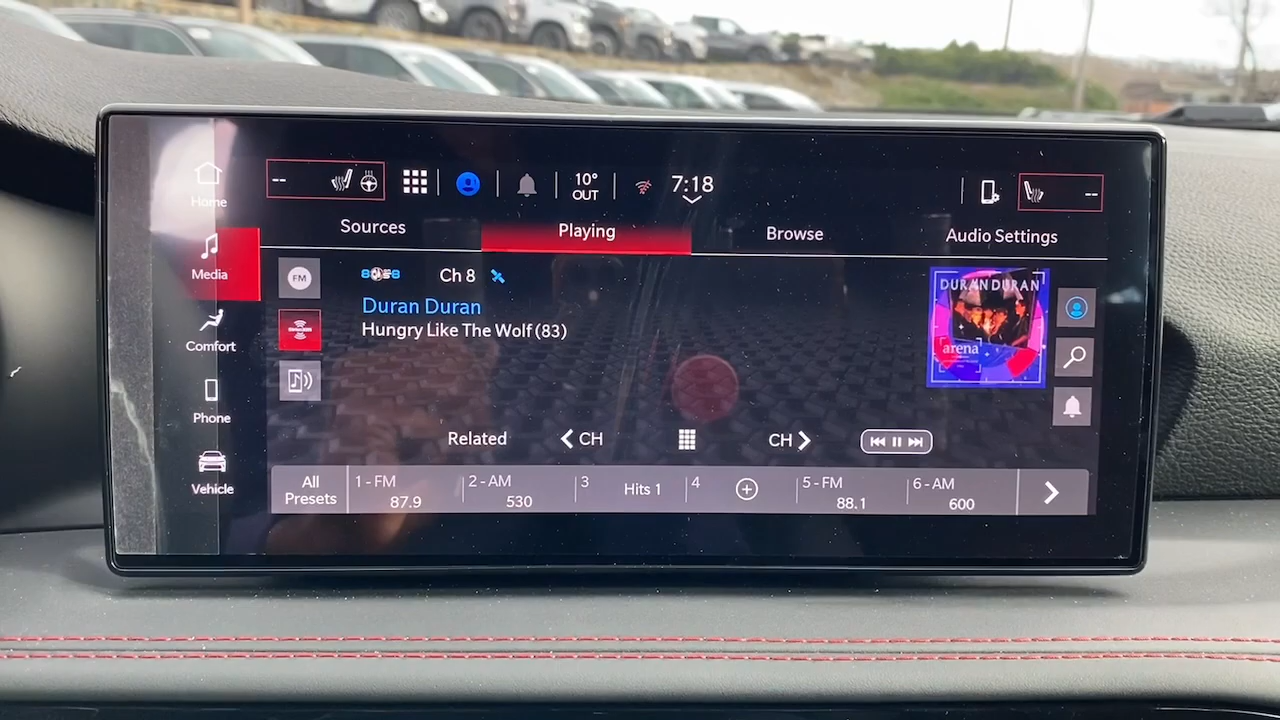 Home
Media
Comfort
Phone
Vehicle
--
10°
OUT
7:18
--
Sources
Playing
Browse
Audio Settings
FM
Ch 8
Duran Duran
Hungry Like The Wolf (83)
DURAN DURAN
arena
Related
CH
CH
All
Presets
1 - FM
87.9
2 - AM
530
3
Hits 1
4
5 - FM
88.1
6 - AM
600